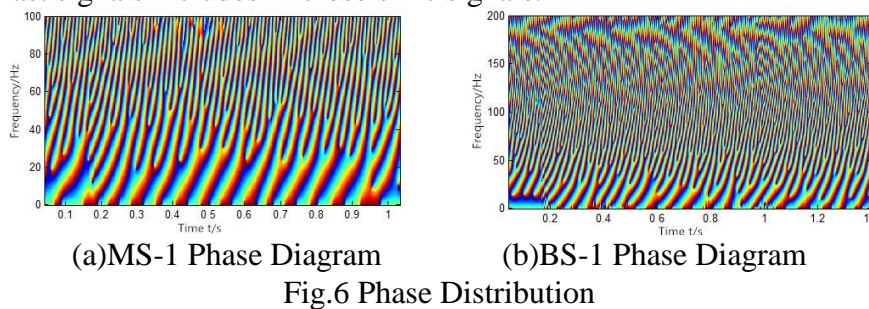 100
80
60
40
20
0
Frequency/Hz
0.1 0.2 0.3 0.4 0.5 0.6 0.7 0.8 0.9 1
Time t/s
200
150
100
50
0
Frequency/Hz
0.2 0.4 0.6 0.8 1 1.2
Time t/s
(a)MS-1 Phase Diagram
(b)BS-1 Phase Diagram
Fig.6 Phase Distribution